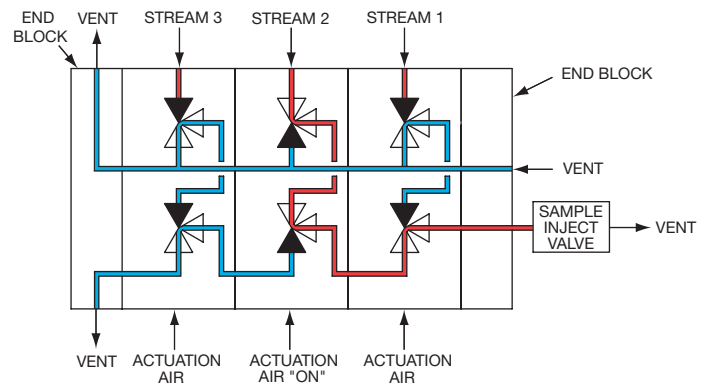 END
BLOCK
VENT
STREAM 3
STREAM 2
STREAM 1
END BLOCK
VENT
SAMPLE
INJECT
VALVE
VENT
VENT
ACTUATION
AIR
ACTUATION
AIR "ON"
ACTUATION
AIR